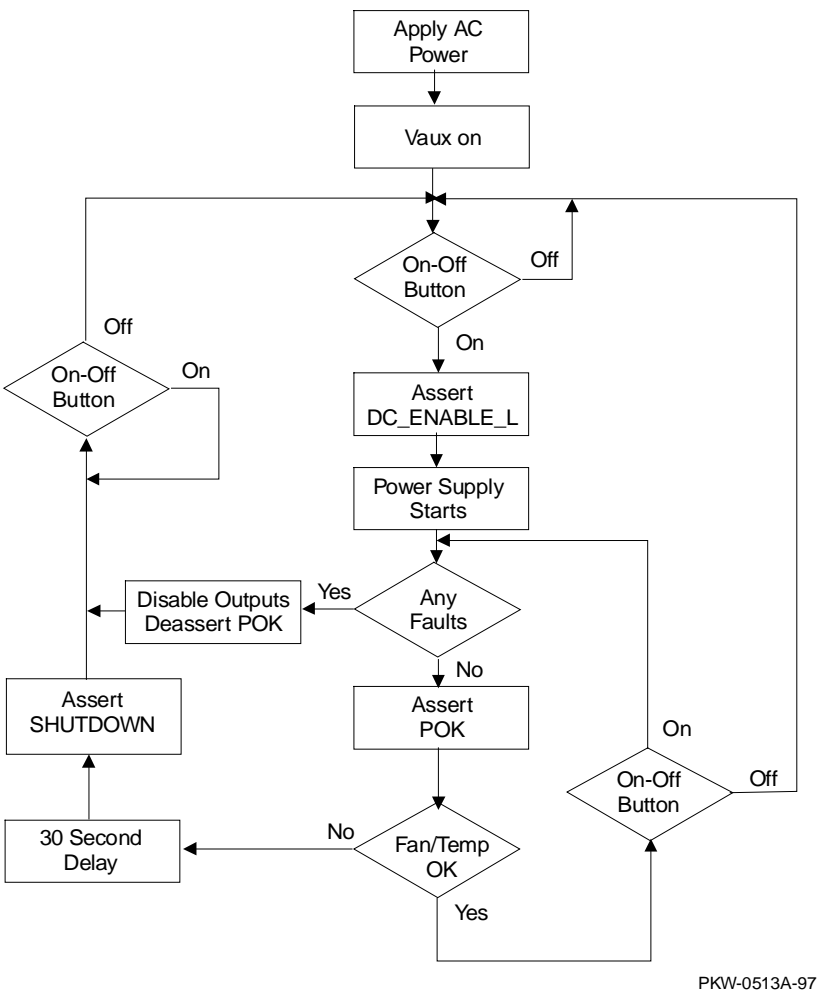 Apply AC
Power
Vaux on
On-Off
Button
Off
On
Off
On-Off
Button
On
Assert
DC_ENABLE_L
Power Supply
Starts
Any
Faults
Yes
Disable Outputs
Deassert POK
No
Assert
POK
Assert
SHUTDOWN
On
On-Off
Button
Off
Fan/Temp
OK
No
30 Second
Delay
Yes
PKW-0513A-97